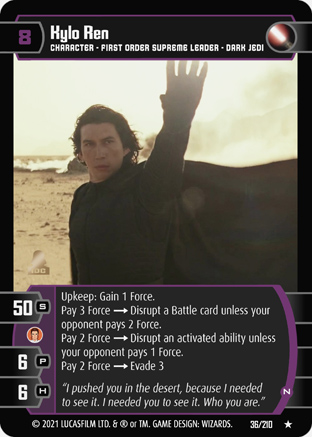 8
Kylo Ren
CHARACTER - FIRST ORDER SUPREME LEADER - DARK JEDI
50 S
Upkeep: Gain 1 Force.
Pay 3 Force → Disrupt a Battle card unless your
opponent pays 2 Force.
Pay 2 Force → Disrupt an activated ability unless
your opponent pays 1 Force.
6 P
Pay 2 Force → Evade 3
6 H
“I pushed you in the desert, because I needed
to see it. I needed you to see it. Who you are.”
N
© 2021 LUCASFILM LTD. & ® or TM. GAME DESIGN: WIZARDS.
36/210